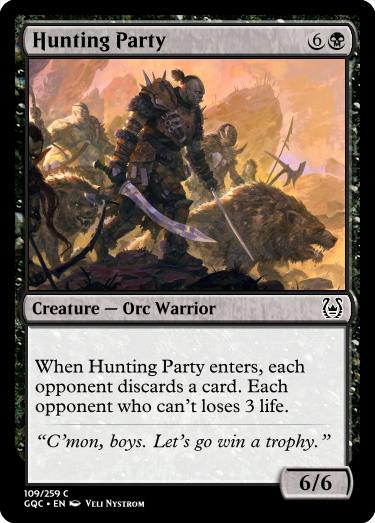 Hunting Party 6
Creature — Orc Warrior
When Hunting Party enters, each
opponent discards a card. Each
opponent who can't loses 3 life.
“C'mon, boys. Let's go win a trophy.”
6/6
109/259 C
GQC • EN Veli Nystrom